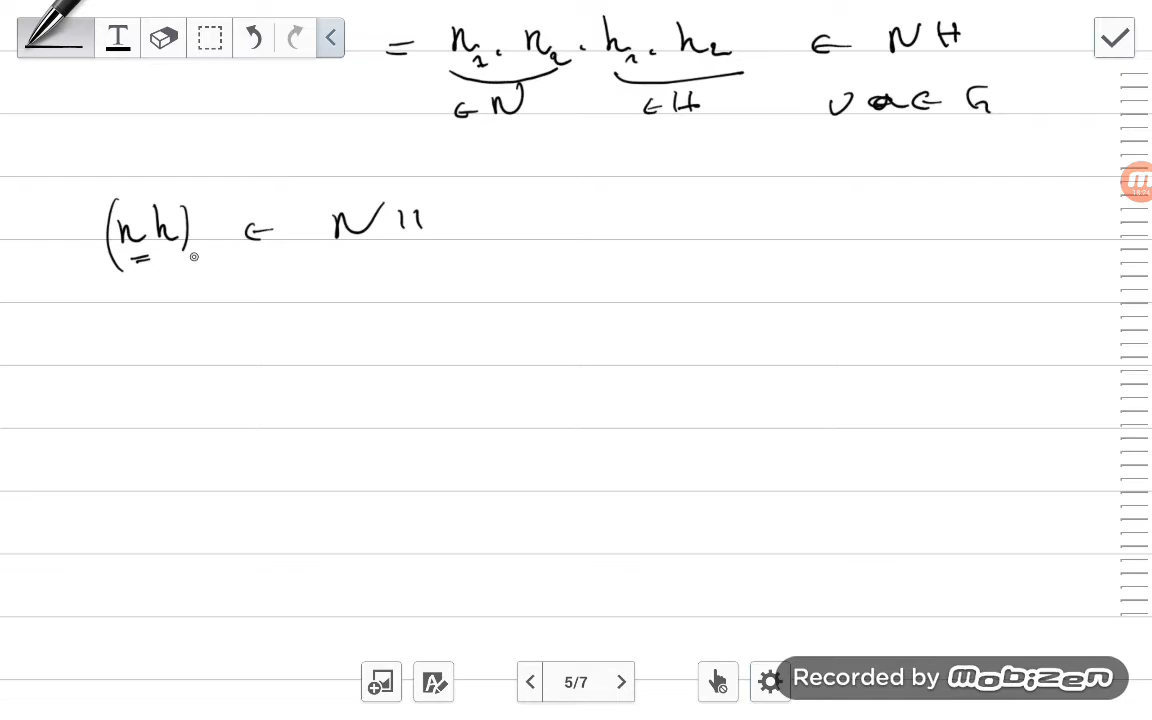 = n₁ . n₂ . h₁ . h₂ ∈ NH
∈ N ∈ H ∀ a ∈ G
(nh) ∈ NH
T
5/7
Recorded by mobizen